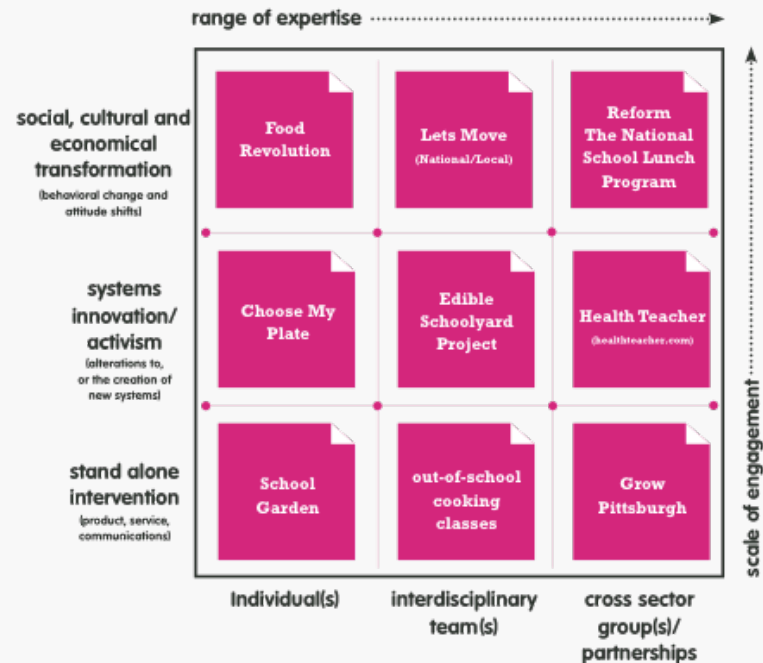 range of expertise
social, cultural and
economical
transformation
(behavioral change and
attitude shifts)
Food
Revolution
Lets Move
(National/Local)
Reform
The National
School Lunch
Program
systems
innovation/
activism
(alterations to,
or the creation of
new systems)
Choose My
Plate
Edible
Schoolyard
Project
Health Teacher
(healthteacher.com)
stand alone
intervention
(product, service,
communications)
School
Garden
out-of-school
cooking
classes
Grow
Pittsburgh
scale of engagement
Individual(s)
interdisciplinary
team(s)
cross sector
group(s)/
partnerships